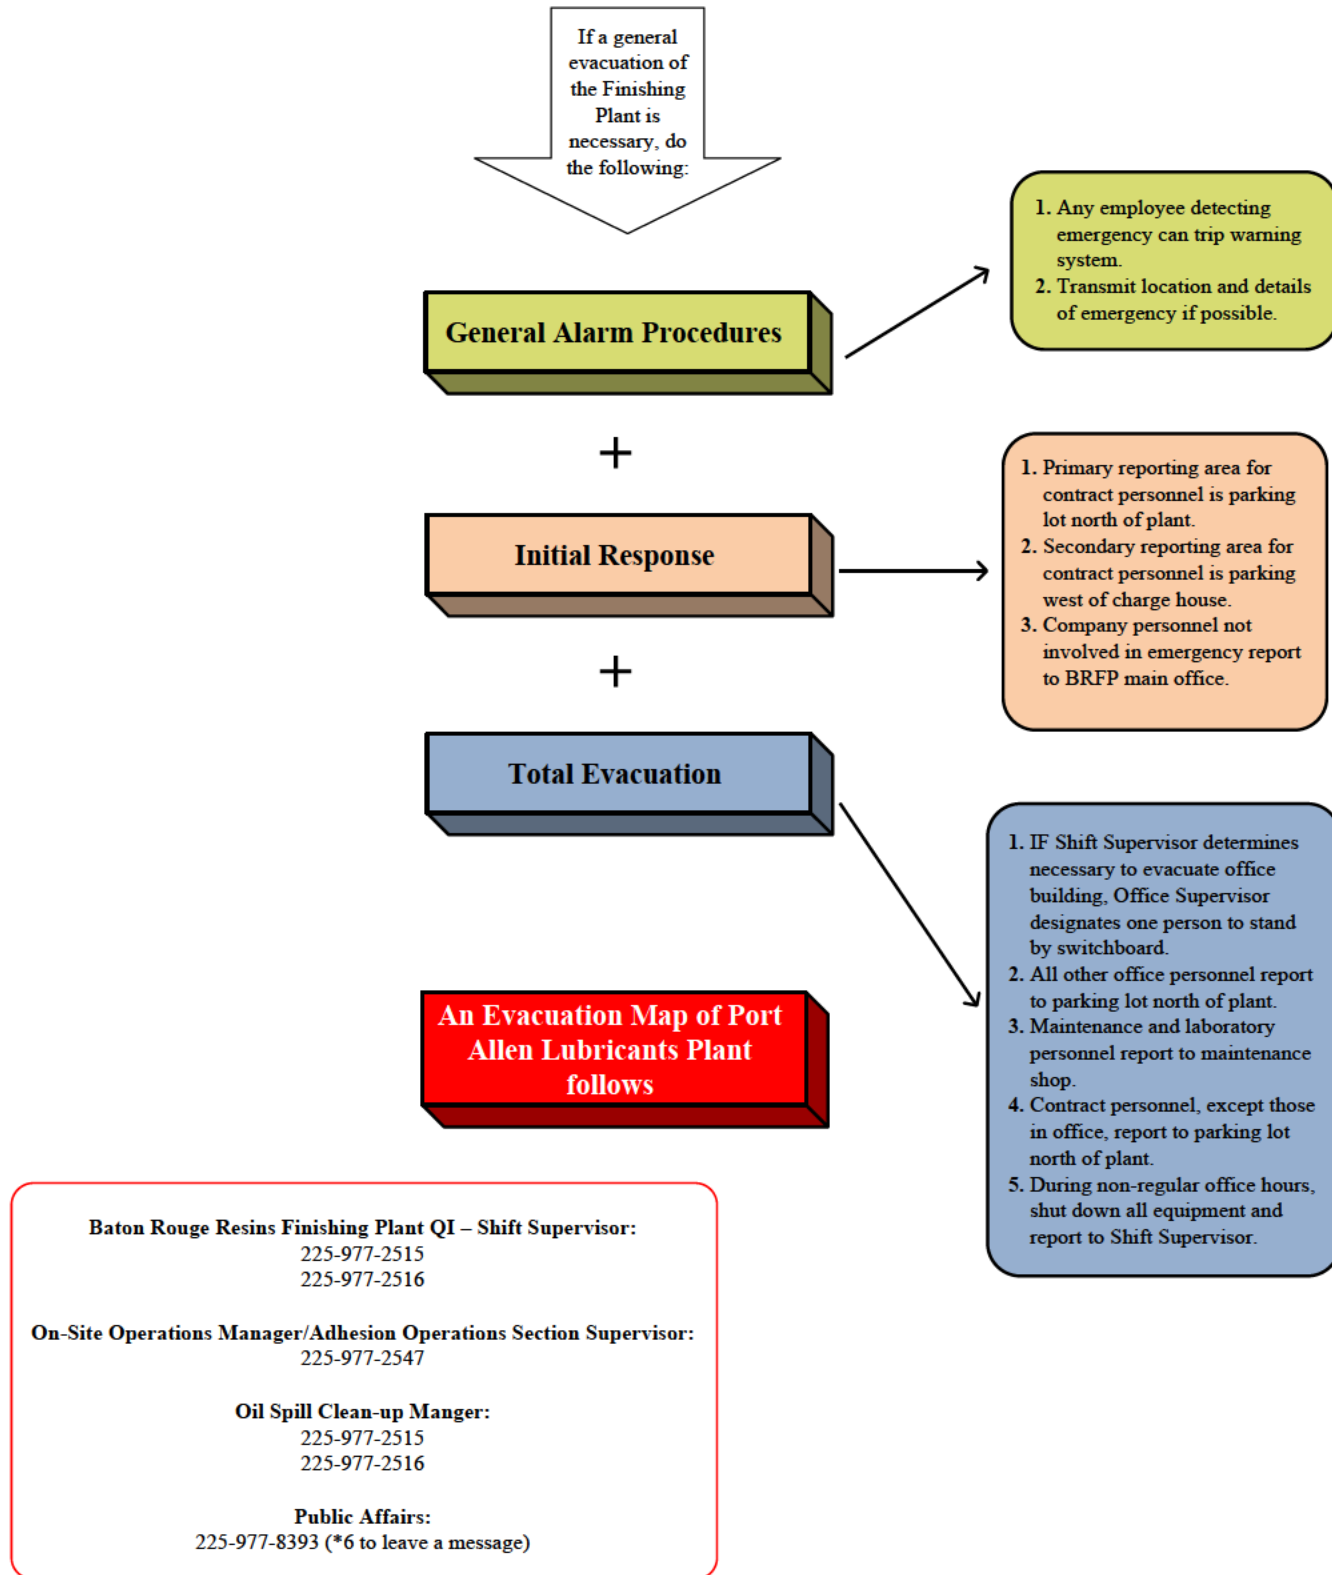 If a general
evacuation of
the Finishing
Plant is
necessary, do
the following:
General Alarm Procedures
1. Any employee detecting
emergency can trip warning
system.
2. Transmit location and details
of emergency if possible.
+
Initial Response
1. Primary reporting area for
contract personnel is parking
lot north of plant.
2. Secondary reporting area for
contract personnel is parking
west of charge house.
3. Company personnel not
involved in emergency report
to BRFP main office.
+
Total Evacuation
1. IF Shift Supervisor determines
necessary to evacuate office
building, Office Supervisor
designates one person to stand
by switchboard.
2. All other office personnel report
to parking lot north of plant.
3. Maintenance and laboratory
personnel report to maintenance
shop.
4. Contract personnel, except those
in office, report to parking lot
north of plant.
5. During non-regular office hours,
shut down all equipment and
report to Shift Supervisor.
An Evacuation Map of Port
Allen Lubricants Plant
follows
Baton Rouge Resins Finishing Plant QI – Shift Supervisor:
225-977-2515
225-977-2516
On-Site Operations Manager/Adhesion Operations Section Supervisor:
225-977-2547
Oil Spill Clean-up Manger:
225-977-2515
225-977-2516
Public Affairs:
225-977-8393 (*6 to leave a message)